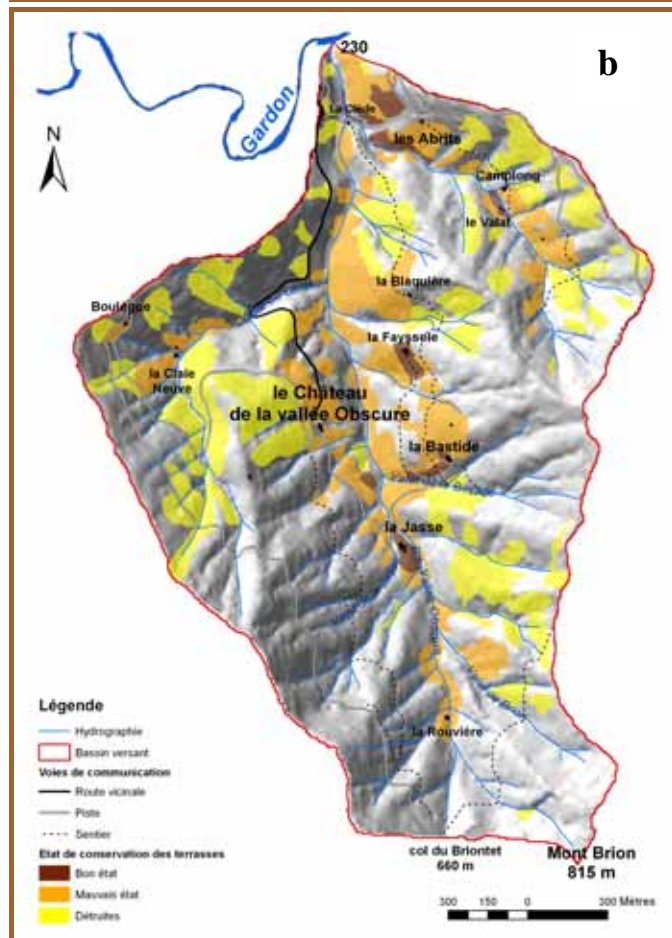 230
b
Gardon
la Clède
N
les Abrits
Camplong
le Valat
la Blaquière
Boulègue
la Fayssole
la Claie
Neuve
le Château
de la vallée Obscure
la Bastide
la Jasse
la Rouvière
Légende
Hydrographie
Bassin versant
Voies de communication
Route vicinale
Piste
Sentier
Etat de conservation des terrasses
Bon état
Mauvais état
Détruites
col du Briontet
660 m
Mont Brion
815 m
300 150 0 300 Mètres